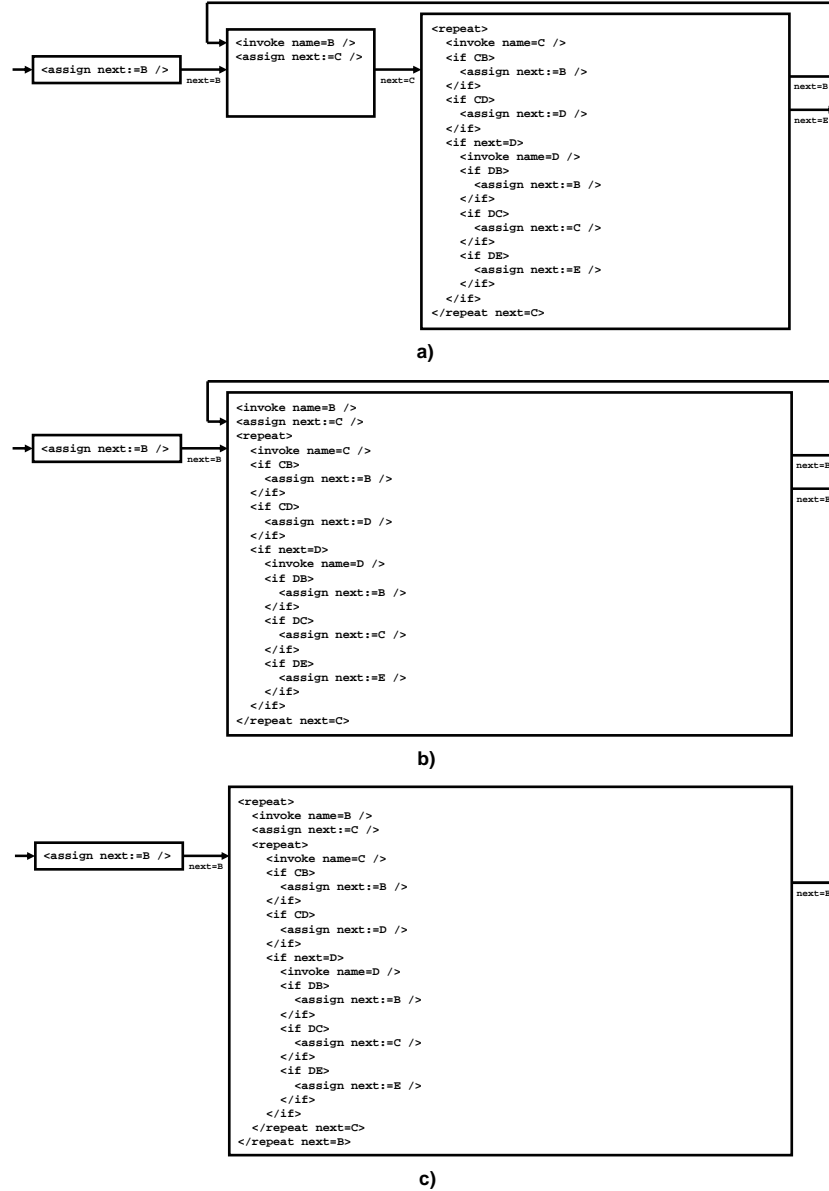 <assign next:=B />
next=B
<invoke name=B />
<assign next:=C />
next=C
<repeat>
<invoke name=C />
<if CB>
<assign next:=B />
</if>
<if CD>
<assign next:=D />
</if>
<if next=D>
<invoke name=D />
<if DB>
<assign next:=B />
</if>
<if DC>
<assign next:=C />
</if>
<if DE>
<assign next:=E />
</if>
</if>
</repeat next=C>
next=B
next=E
a)
<assign next:=B />
next=B
<invoke name=B />
<assign next:=C />
<repeat>
<invoke name=C />
<if CB>
<assign next:=B />
</if>
<if CD>
<assign next:=D />
</if>
<if next=D>
<invoke name=D />
<if DB>
<assign next:=B />
</if>
<if DC>
<assign next:=C />
</if>
<if DE>
<assign next:=E />
</if>
</if>
</repeat next=C>
next=B
next=E
b)
<assign next:=B />
next=B
<repeat>
<invoke name=B />
<assign next:=C />
<repeat>
<invoke name=C />
<if CB>
<assign next:=B />
</if>
<if CD>
<assign next:=D />
</if>
<if next=D>
<invoke name=D />
<if DB>
<assign next:=B />
</if>
<if DC>
<assign next:=C />
</if>
<if DE>
<assign next:=E />
</if>
</if>
</repeat next=C>
</repeat next=B>
next=E
c)